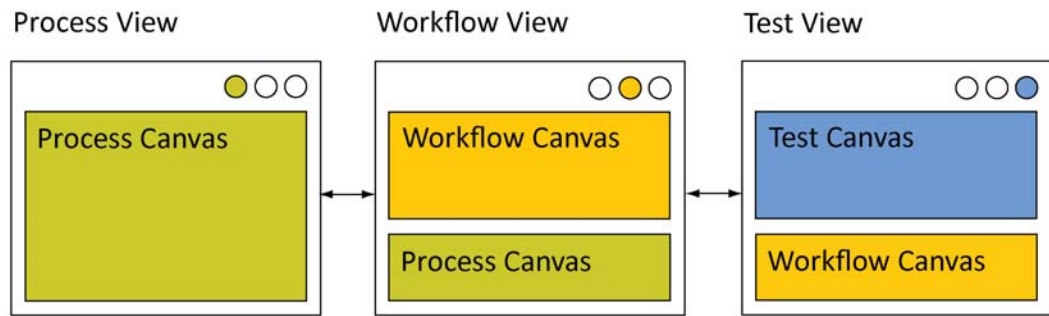 Process View
Workflow View
Test View
Process Canvas
Workflow Canvas
Test Canvas
Process Canvas
Workflow Canvas